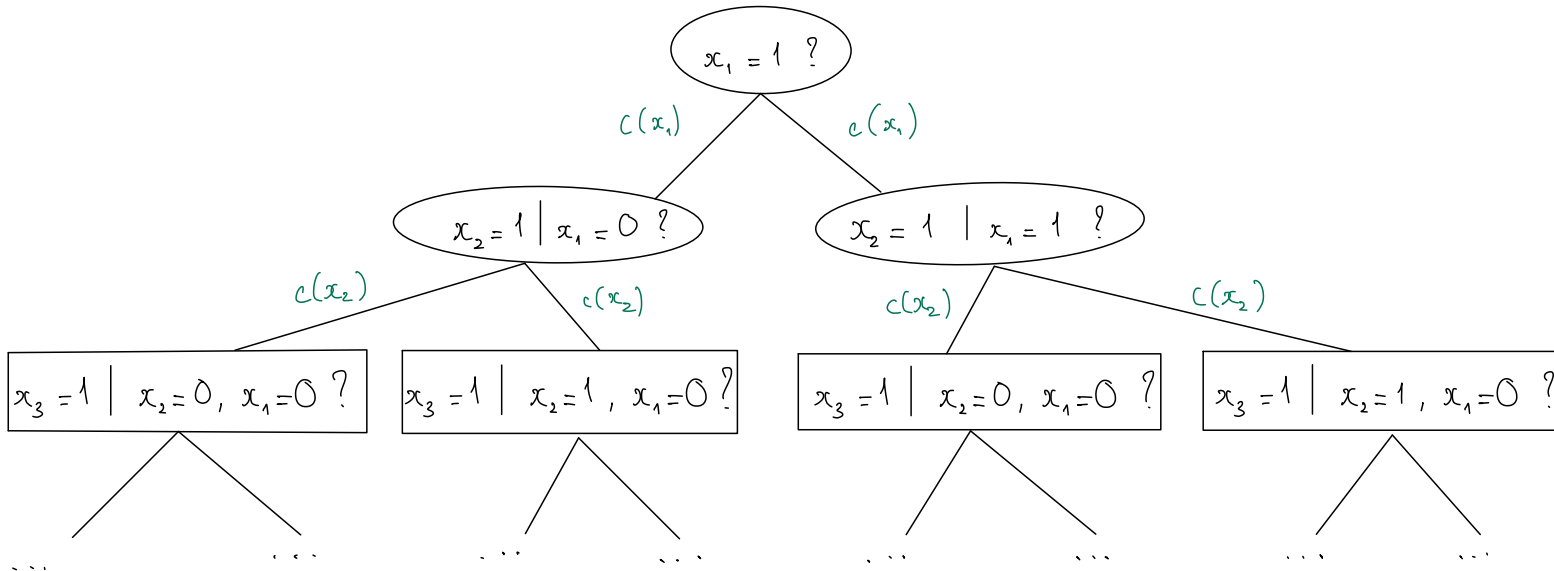 x₁ = 1 ?
c(x₁) c(x₁)
x₂ = 1 | x₁ = 0 ? x₂ = 1 | x₁ = 1 ?
c(x₂) c(x₂) c(x₂) c(x₂)
x₃ = 1 | x₂ = 0, x₁ = 0 ? x₃ = 1 | x₂ = 1, x₁ = 0 ? x₃ = 1 | x₂ = 0, x₁ = 0 ? x₃ = 1 | x₂ = 1, x₁ = 0 ?
... ... ... ... ... ... ... ...